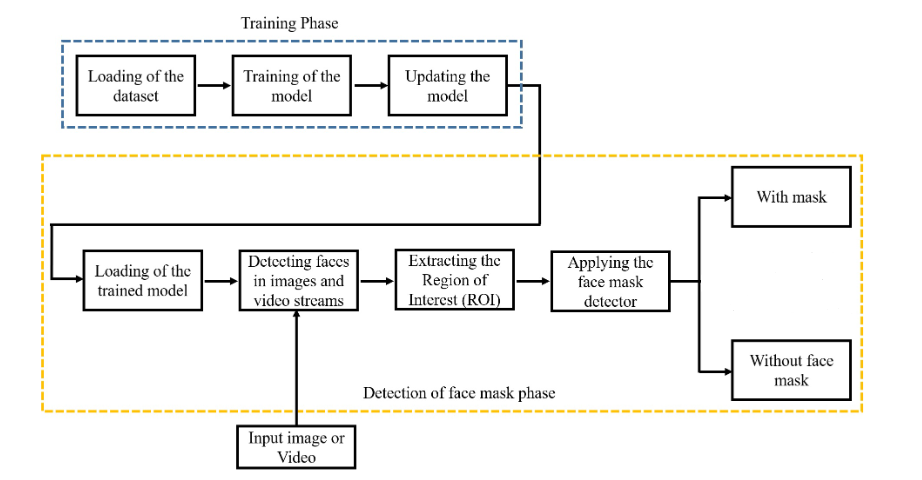 Training Phase
Loading of the
dataset
Training of the
model
Updating the
model
With mask
Loading of the
trained model
Detecting faces
in images and
video streams
Extracting the
Region of
Interest (ROI)
Applying the
face mask
detector
Without face
mask
Detection of face mask phase
Input image or
Video